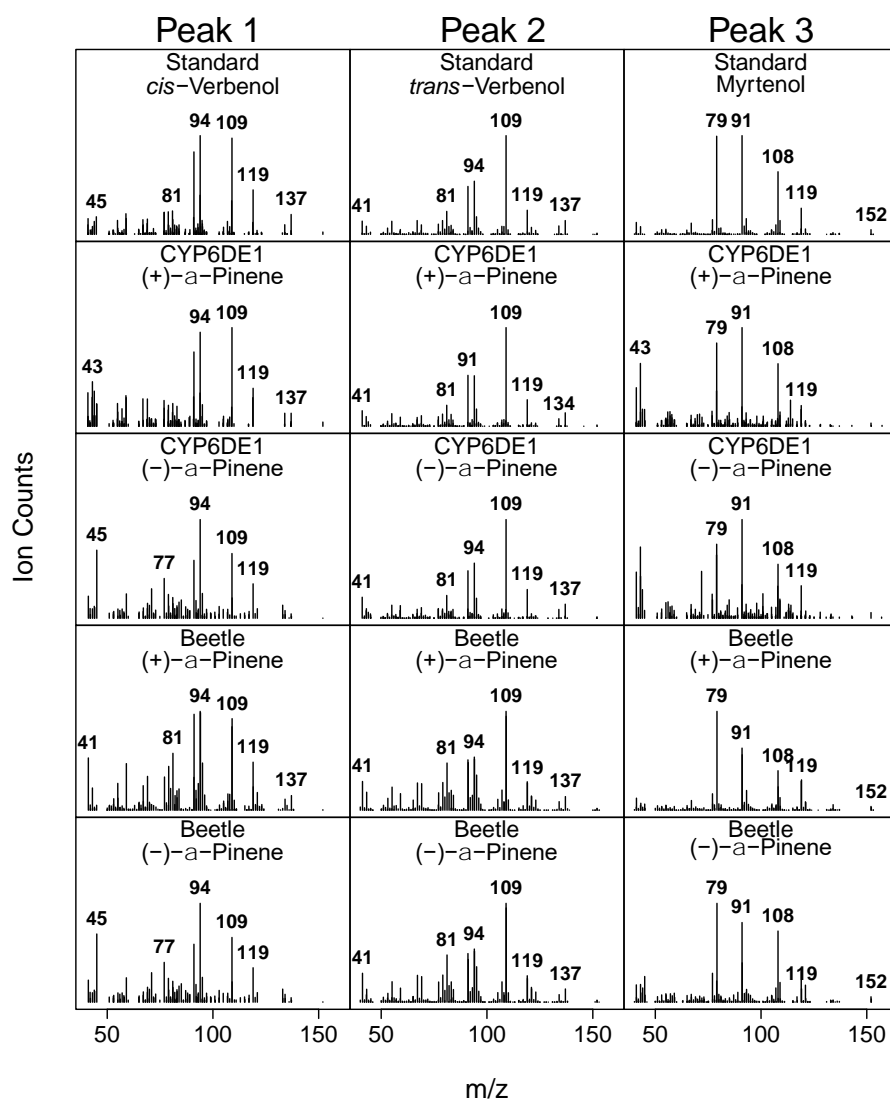 Peak 1 Peak 2 Peak 3
Standard
cis−Verbenol
45 81 94 109 119 137
Standard
trans−Verbenol
41 81 94 109 119 137
Standard
Myrtenol
79 91 108 119 152
CYP6DE1
(+)−a−Pinene
43 94 109 119 137
CYP6DE1
(+)−a−Pinene
41 81 91 109 119 134
CYP6DE1
(+)−a−Pinene
43 79 91 108 119
CYP6DE1
(−)−a−Pinene
45 77 94 109 119
CYP6DE1
(−)−a−Pinene
41 81 94 109 119 137
CYP6DE1
(−)−a−Pinene
79 91 108 119
Beetle
(+)−a−Pinene
41 81 94 109 119 137
Beetle
(+)−a−Pinene
41 81 94 109 119 137
Beetle
(+)−a−Pinene
79 91 108 119 152
Beetle
(−)−a−Pinene
45 77 94 109 119
Beetle
(−)−a−Pinene
41 81 94 109 119 137
Beetle
(−)−a−Pinene
79 91 108 119 152
50 100 150 50 100 150 50 100 150
m/z
Ion Counts